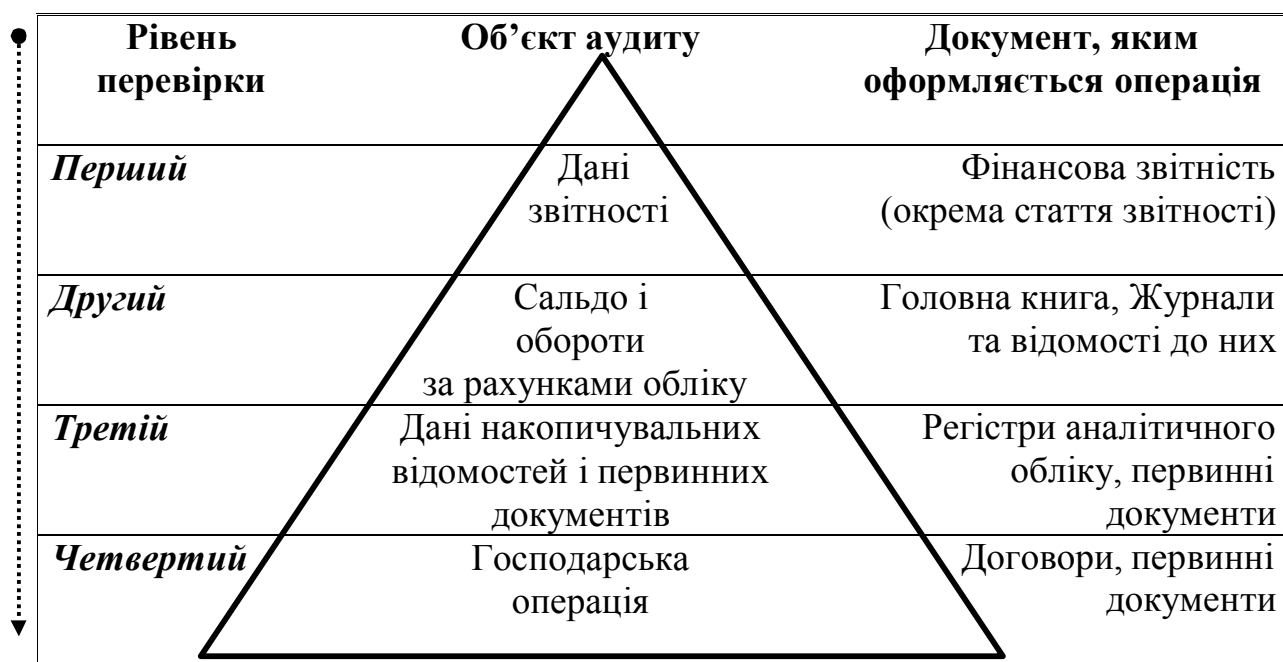 Рівень
перевірки
Об’єкт аудиту
Документ, яким
оформляється операція
Перший
Дані
звітності
Фінансова звітність
(окрема стаття звітності)
Другий
Сальдо і
обороти
за рахунками обліку
Головна книга, Журнали
та відомості до них
Третій
Дані накопичувальних
відомостей і первинних
документів
Регістри аналітичного
обліку, первинні
документи
Четвертий
Господарська
операція
Договори, первинні
документи